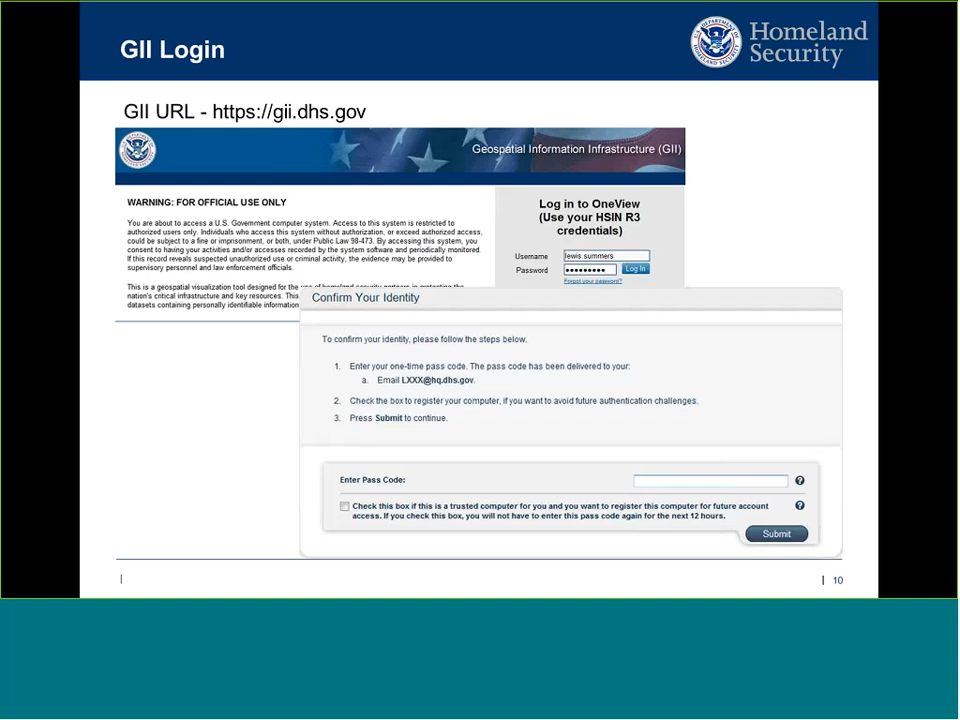 GII Login
Homeland
Security
GII URL - https://gii.dhs.gov
Geospatial Information Infrastructure (GII)
WARNING: FOR OFFICIAL USE ONLY
You are about to access a U.S. Government computer system. Access to this system is restricted to
authorized users only. Individuals who access this system without authorization, or exceed authorized access,
could be subject to a fine or imprisonment, or both, under Public Law 98-473. By accessing this system, you
consent to having your activities and/or accesses recorded by the system software and periodically monitored.
If this record reveals suspected unauthorized use or criminal activity, the evidence may be provided to
supervisory personnel and law enforcement officials.
This is a geospatial visualization tool designed for the use of homeland security partners in protecting the
nation's critical infrastructure and key resources. This
datasets containing personally identifiable information
Log in to OneView
(Use your HSIN R3
credentials)
Username
lewis.summers
Password
•••••••••
Log In
Forgot your password?
Confirm Your Identity
To confirm your identity, please follow the steps below.
1. Enter your one-time pass code. The pass code has been delivered to your:
a. Email LXXX@hq.dhs.gov.
2. Check the box to register your computer, if you want to avoid future authentication challenges.
3. Press Submit to continue.
Enter Pass Code:
?
Check this box if this is a trusted computer for you and you want to register this computer for future account
access. If you check this box, you will not have to enter this pass code again for the next 12 hours.
?
Submit
|
| 10